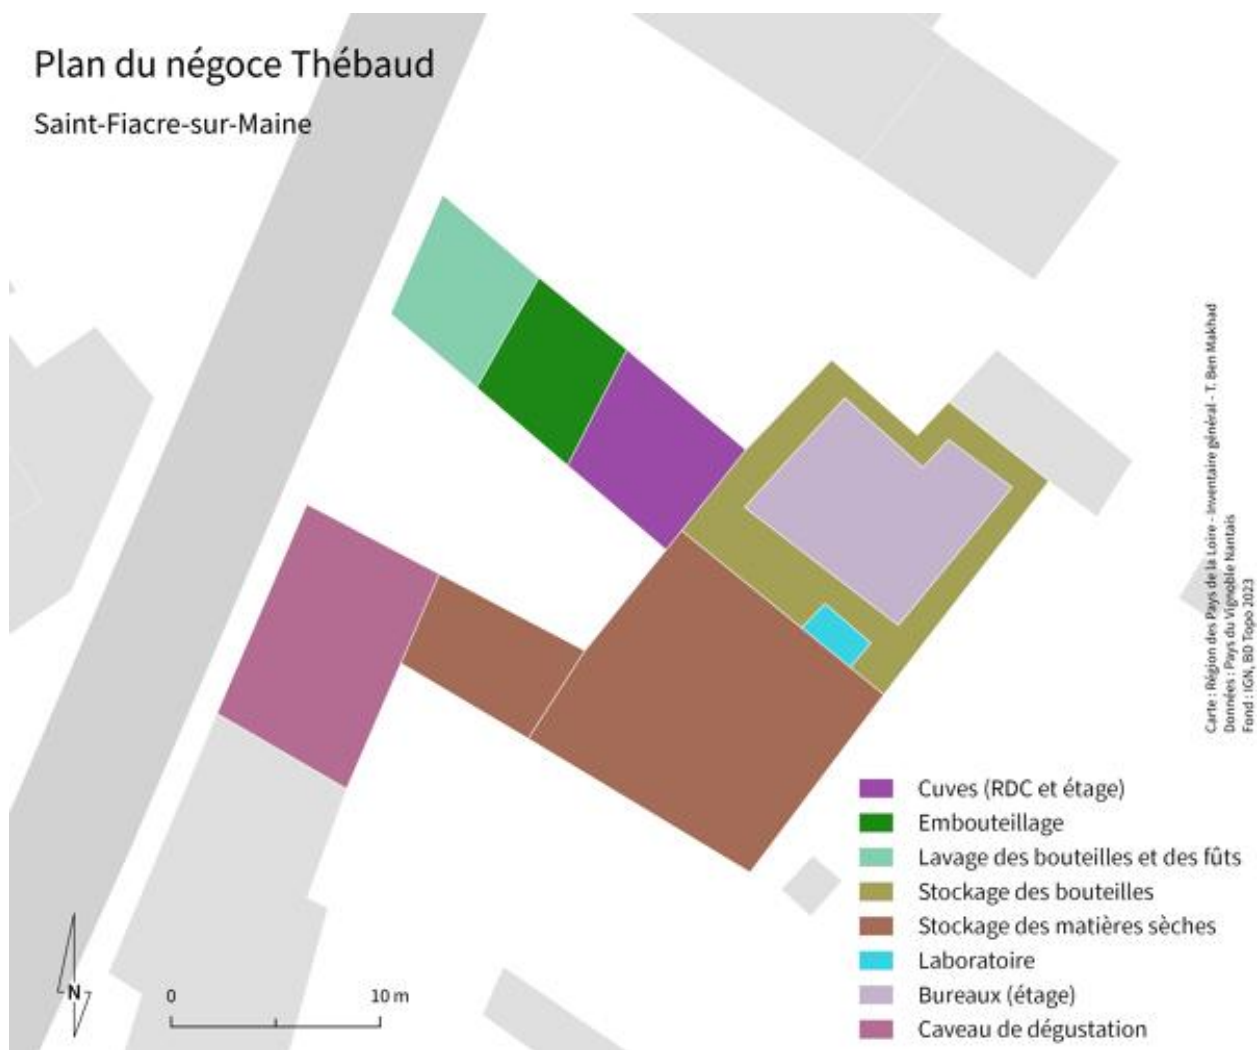 Plan du négoce Thébaud
Saint-Fiacre-sur-Maine
Carte : Région des Pays de la Loire - Inventaire général - T. Ben Makhad
Données : Pays du Vignoble Nantais
Fond : IGN, BD Topo 2023
Cuves (RDC et étage)
Embouteillage
Lavage des bouteilles et des fûts
Stockage des bouteilles
Stockage des matières sèches
Laboratoire
Bureaux (étage)
Caveau de dégustation
N
0 10 m